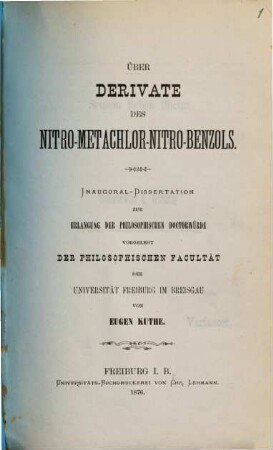 1
ÜBER
DERIVATE
DES
NITRO-METACHLOR-NITRO-BENZOLS.
INAUGURAL-DISSERTATION
ZUR
ERLANGUNG DER PHILOSOPHISCHEN DOCTORWÜRDE
VORGELEGT
DER PHILOSOPHISCHEN FACULTÄT
DER
UNIVERSITÄT FREIBURG IM BREISGAU
VON
EUGEN KUTHE.
FREIBURG I. B.
UNIVERSITÄTS-BUCHDRUCKEREI VON CHR. LEHMANN.
1876.